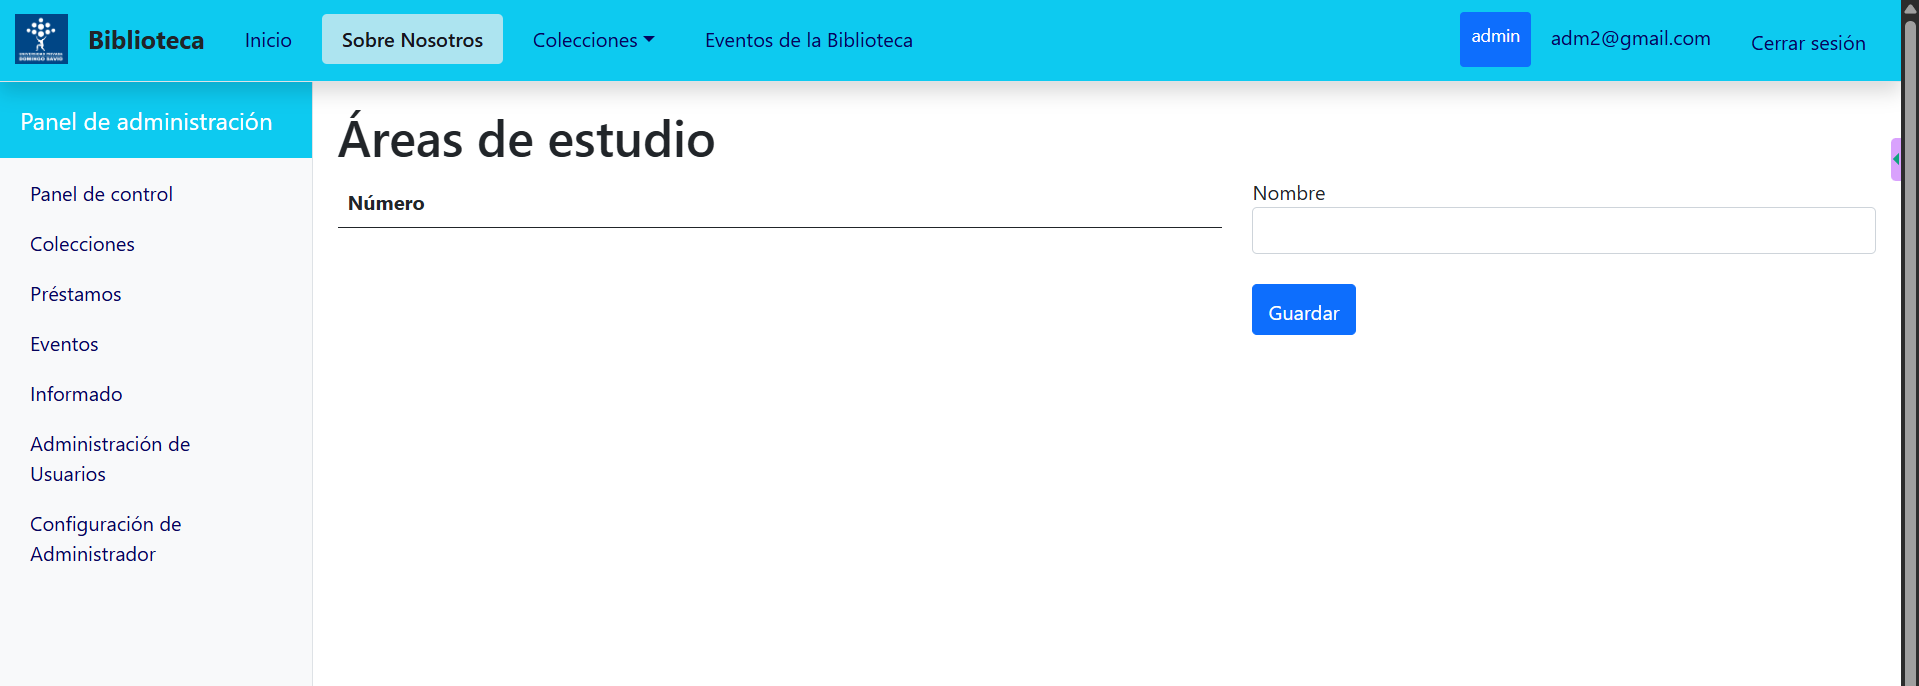 UNIVERSIDAD PRIVADA
DOMINGO SAVIO
Biblioteca
Inicio
Sobre Nosotros
Colecciones
Eventos de la Biblioteca
admin
adm2@gmail.com
Cerrar sesión
Panel de administración
Panel de control
Colecciones
Préstamos
Eventos
Informado
Administración de
Usuarios
Configuración de
Administrador
Áreas de estudio
Número
Nombre
Guardar